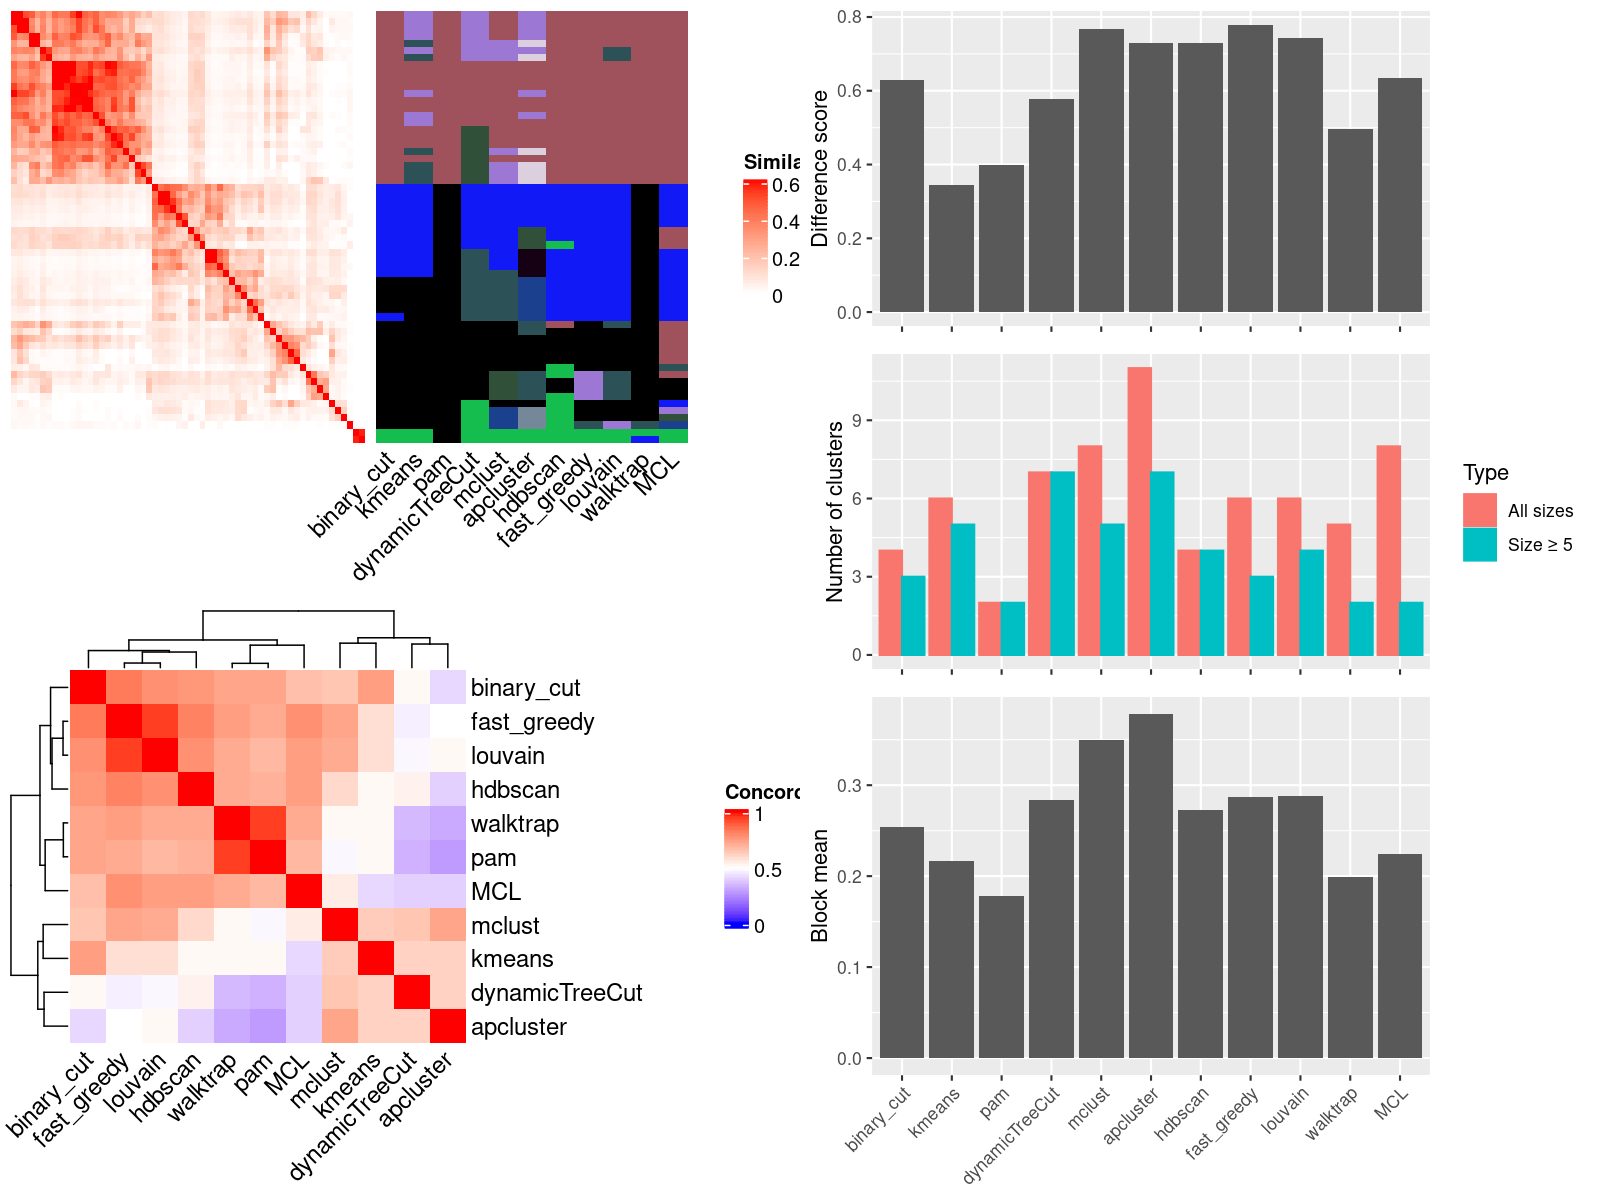 Simila
0.6
0.4
0.2
0
binary_cut
kmeans
pam
dynamicTreeCut
mclust
apcluster
hdbscan
fast_greedy
louvain
walktrap
MCL
binary_cut
fast_greedy
louvain
hdbscan
walktrap
pam
MCL
mclust
kmeans
dynamicTreeCut
apcluster
binary_cut
fast_greedy
louvain
hdbscan
walktrap
pam
MCL
mclust
kmeans
dynamicTreeCut
apcluster
Concord
1
0.5
0
Difference score
0.8
0.6
0.4
0.2
0.0
Number of clusters
9
6
3
0
Type
All sizes
Size ≥ 5
Block mean
0.3
0.2
0.1
0.0
binary_cut
kmeans
pam
dynamicTreeCut
mclust
apcluster
hdbscan
fast_greedy
louvain
walktrap
MCL